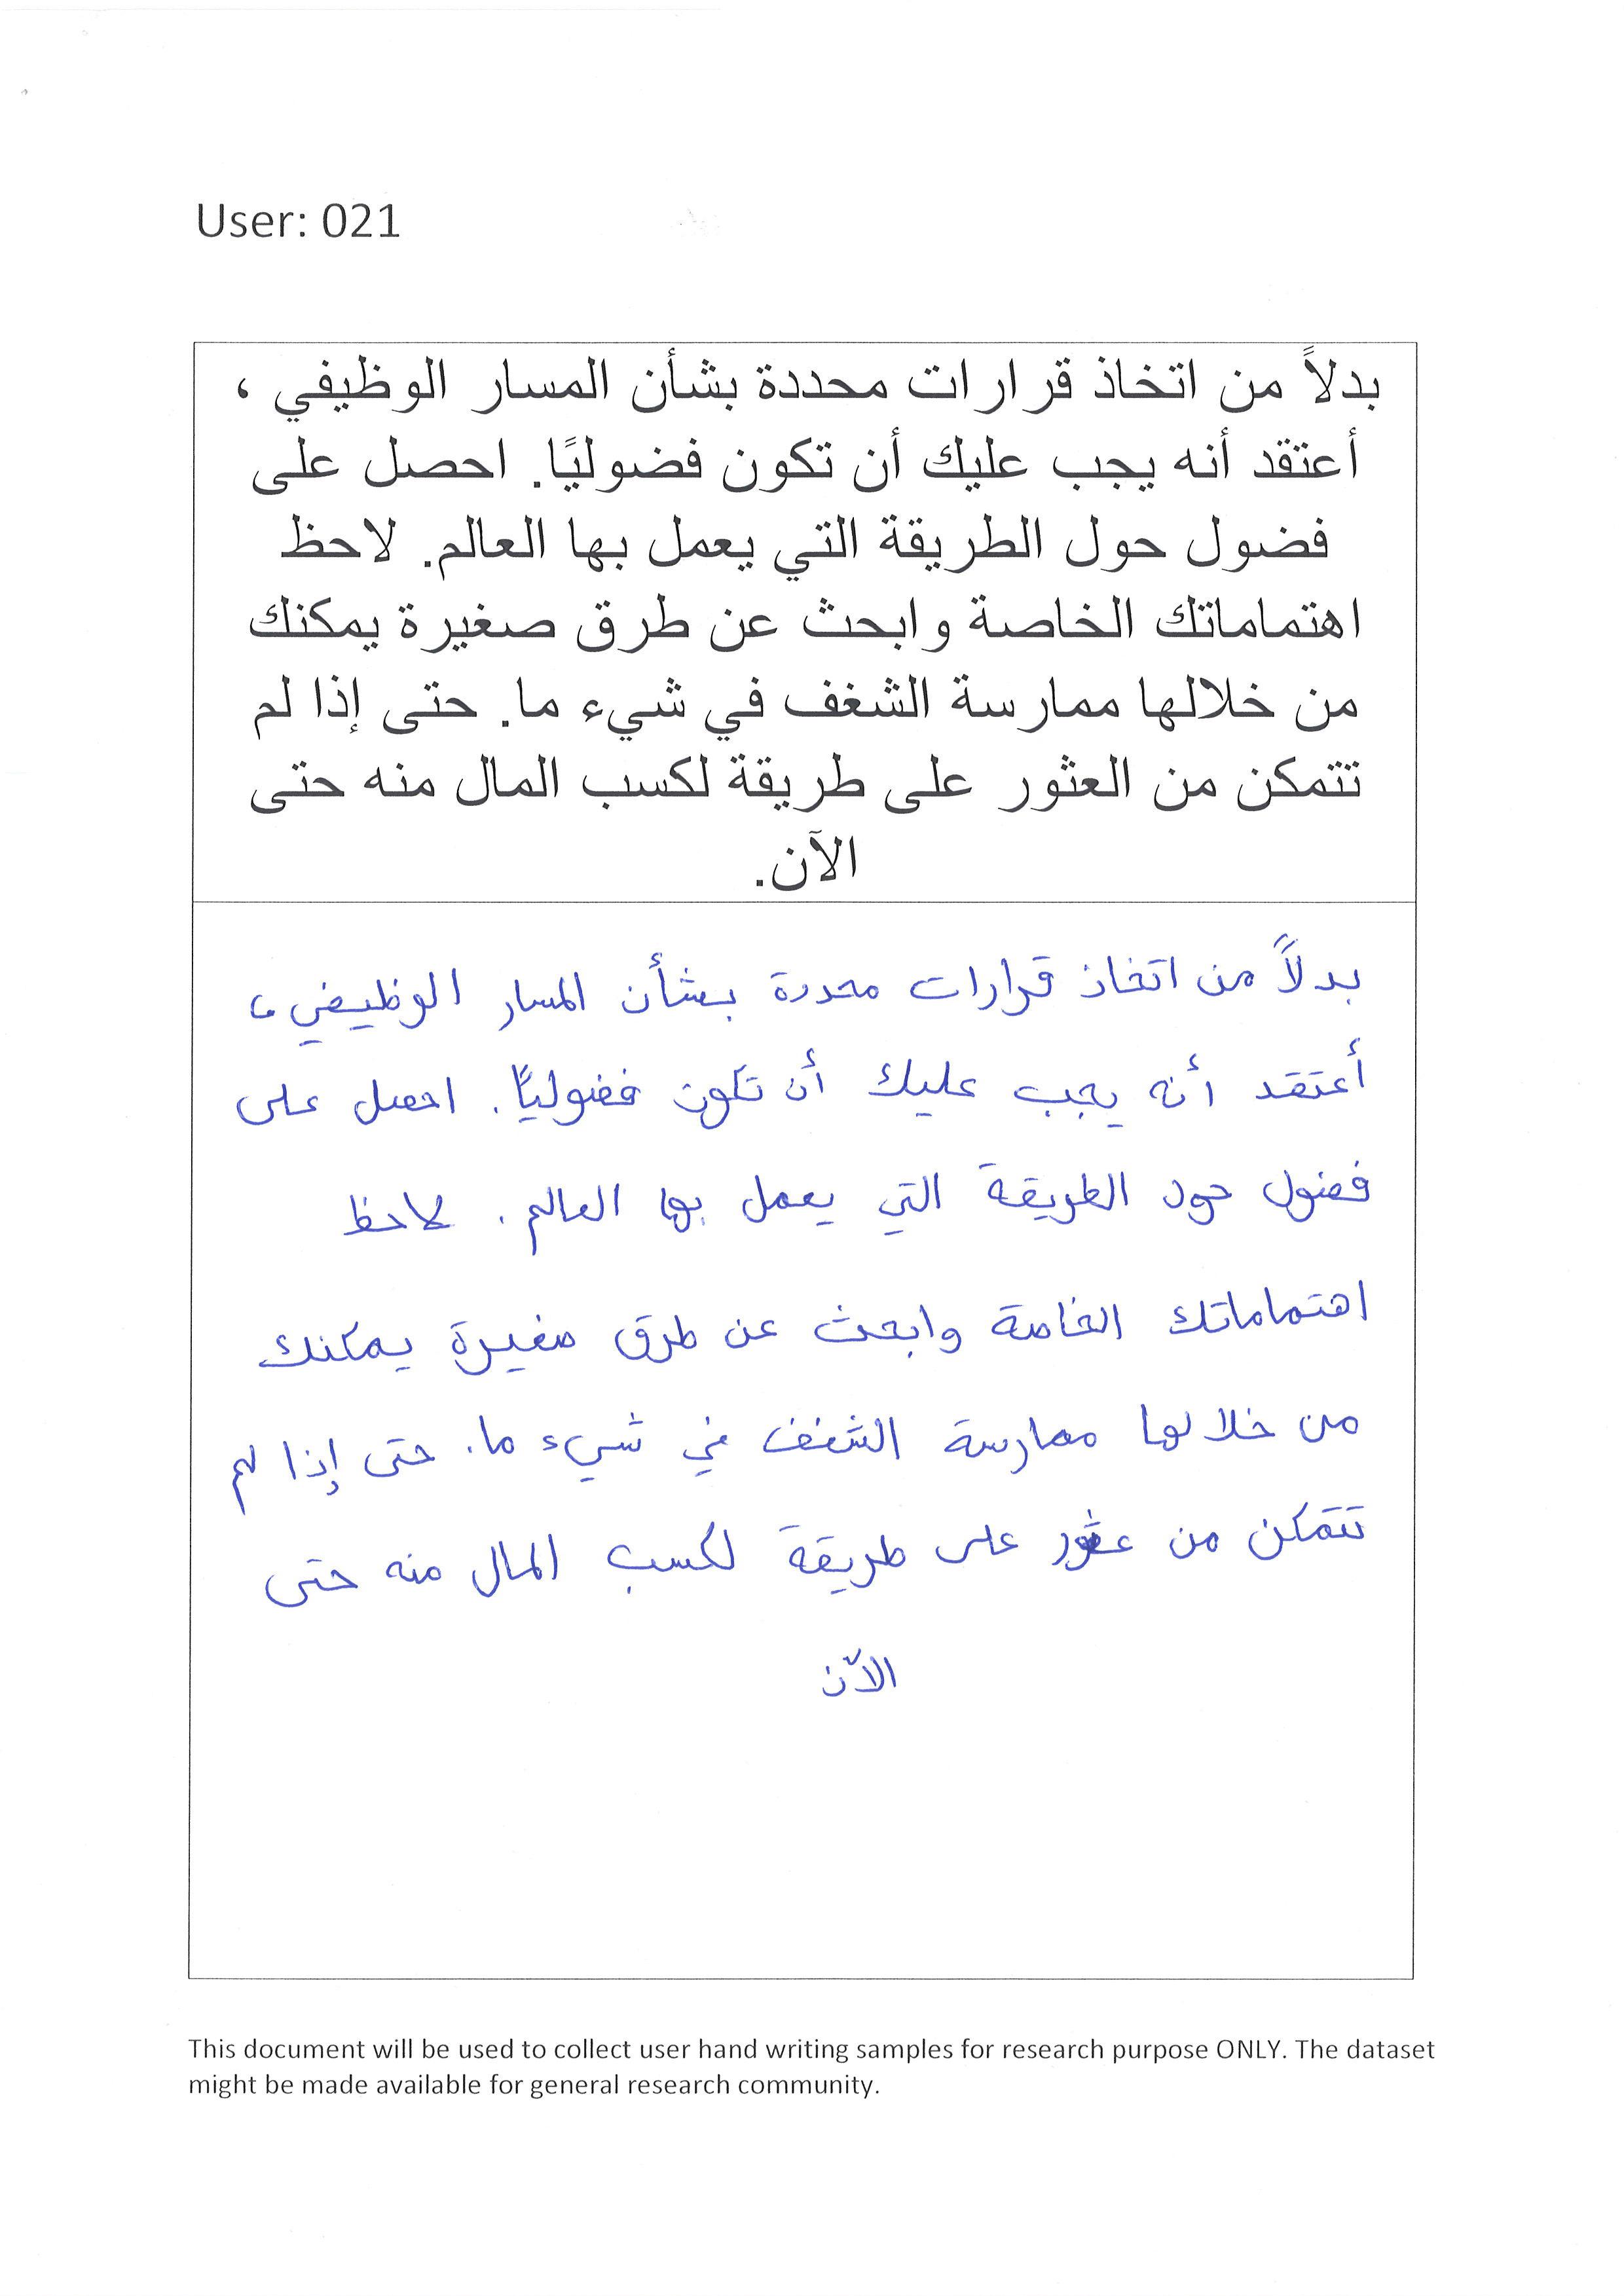 User: 021
بدلاً من اتخاذ قرارات محددة بشأن المسار الوظيفي ،
أعتقد أنه يجب عليك أن تكون فضوليًا. احصل على
فضول حول الطريقة التي يعمل بها العالم. لاحظ
اهتماماتك الخاصة وابحث عن طرق صغيرة يمكنك
من خلالها ممارسة الشغف في شيء ما. حتى إذا لم
تتمكن من العثور على طريقة لكسب المال منه حتى
الآن.
بدلاً من اتخاذ قرارات محددة بشأن المسار الوظيفي ،
أعتقد أنه يجب عليك أن تكون فضوليًا. احصل على
فضول حول الطريقة التي يعمل بها العالم. لاحظ
اهتماماتك الخاصة وابحث عن طرق صغيرة يمكنك
من خلالها ممارسة الشغف في شيء ما. حتى إذا لم
تتمكن من عثور على طريقة لكسب المال منه حتى
الآن
This document will be used to collect user hand writing samples for research purpose ONLY. The dataset
might be made available for general research community.